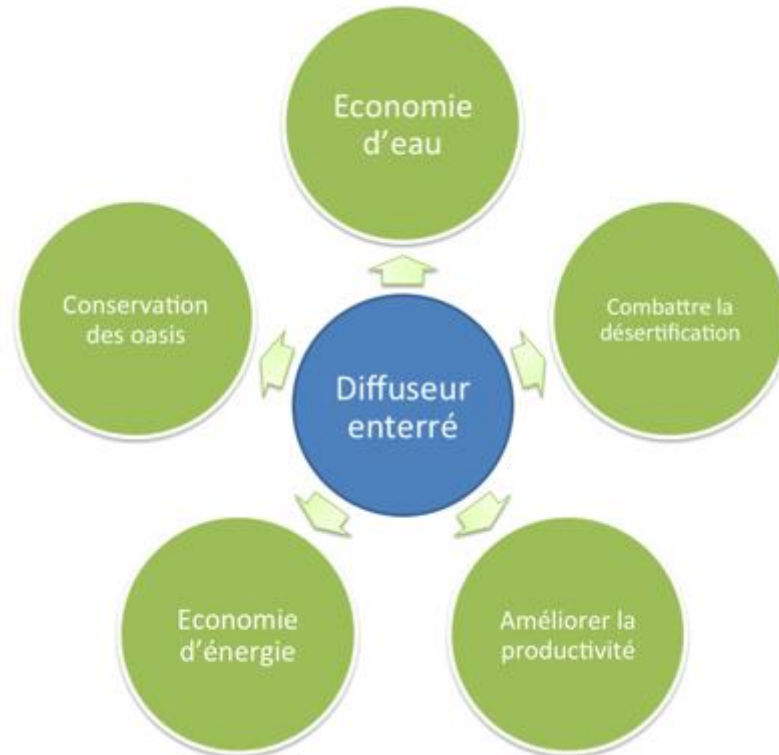 Economie
d'eau
Combattre la
désertification
Améliorer la
productivité
Economie
d'énergie
Conservation
des oasis
Diffuseur
enterré